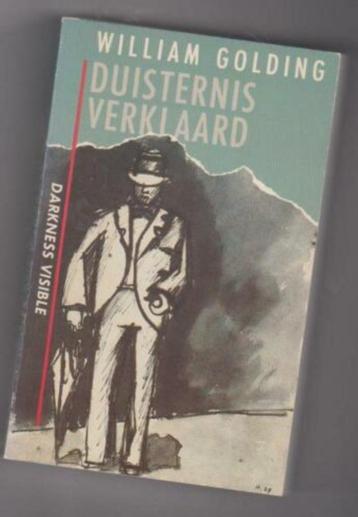 WILLIAM GOLDING
DUISTERNIS
VERKLAARD
DARKNESS VISIBLE